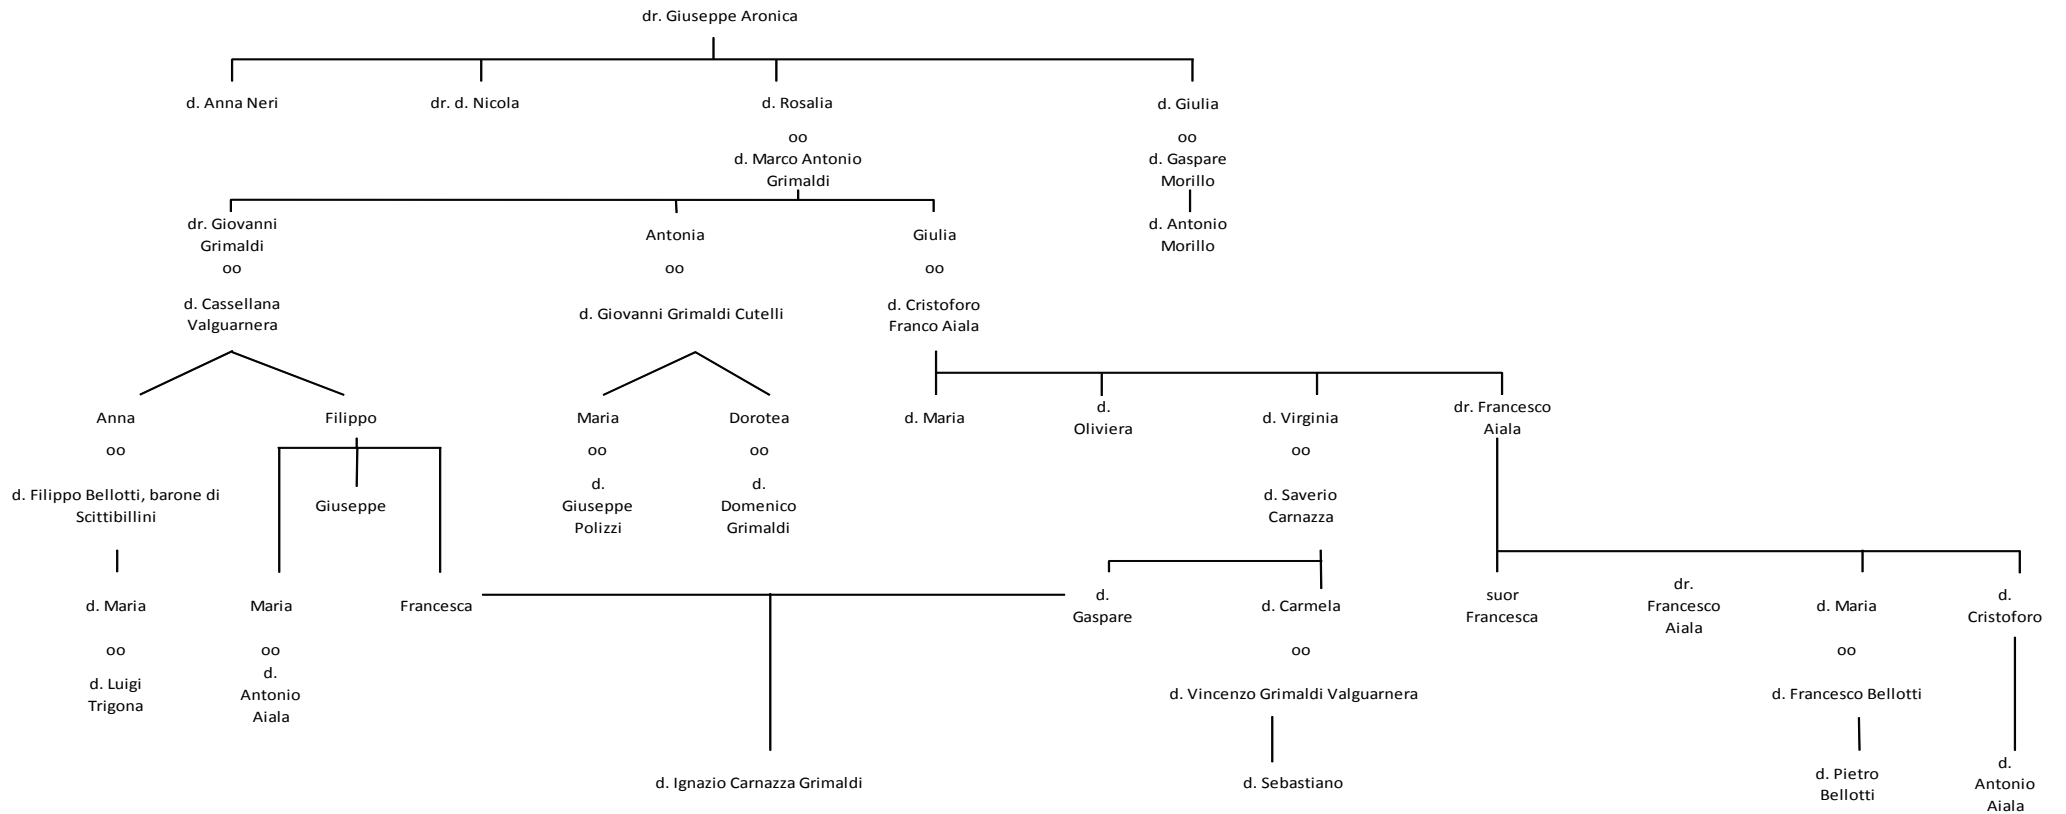 dr. Giuseppe Aronica
d. Anna Neri
dr. d. Nicola
d. Rosalia
d. Giulia
oo
oo
d. Marco Antonio
Grimaldi
d. Gaspare
Morillo
dr. Giovanni
Grimaldi
Antonia
Giulia
d. Antonio
Morillo
oo
oo
oo
d. Cassellana
Valguarnera
d. Giovanni Grimaldi Cutelli
d. Cristoforo
Franco Aiala
Anna
Filippo
Maria
Dorotea
d. Maria
d.
Oliviera
d. Virginia
dr. Francesco
Aiala
oo
oo
oo
oo
d. Filippo Bellotti, barone di
Scittibillini
Giuseppe
d.
Giuseppe
Polizzi
d.
Domenico
Grimaldi
d. Saverio
Carnazza
d. Maria
Maria
Francesca
d.
Gaspare
d. Carmela
suor
Francesca
dr.
Francesco
Aiala
d. Maria
d.
Cristoforo
oo
oo
oo
oo
d. Luigi
Trigona
d.
Antonio
Aiala
d. Vincenzo Grimaldi Valguarnera
d. Francesco Bellotti
d. Ignazio Carnazza Grimaldi
d. Sebastiano
d. Pietro
Bellotti
d.
Antonio
Aiala